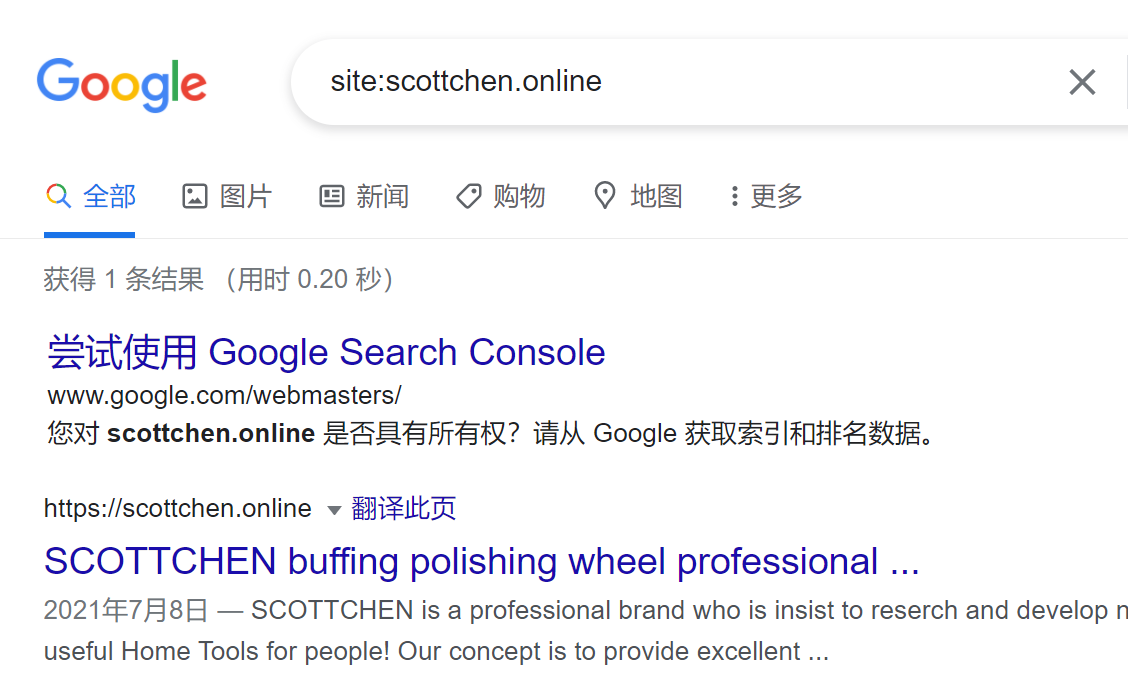 Google
site:scottchen.online
全部 图片 新闻 购物 地图 更多
获得 1 条结果 （用时 0.20 秒）
尝试使用 Google Search Console
www.google.com/webmasters/
您对 scottchen.online 是否具有所有权？请从 Google 获取索引和排名数据。
https://scottchen.online 翻译此页
SCOTTCHEN buffing polishing wheel professional ...
2021年7月8日 — SCOTTCHEN is a professional brand who is insist to reserch and develop
useful Home Tools for people! Our concept is to provide excellent ...